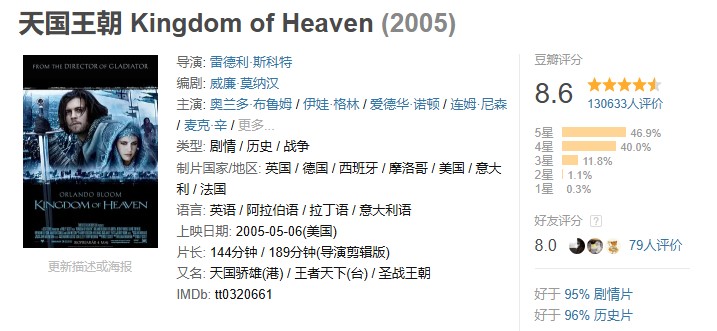 天国王朝 Kingdom of Heaven (2005)
FROM THE DIRECTOR OF GLADIATOR
ORLANDO BLOOM
KINGDOM OF HEAVEN
更新描述或海报
导演: 雷德利·斯科特
编剧: 威廉·莫纳汉
主演: 奥兰多·布鲁姆 / 伊娃·格林 / 爱德华·诺顿 / 连姆·尼森
/ 麦克·辛 / 更多...
类型: 剧情 / 历史 / 战争
制片国家/地区: 英国 / 德国 / 西班牙 / 摩洛哥 / 美国 / 意大
利 / 法国
语言: 英语 / 阿拉伯语 / 拉丁语 / 意大利语
上映日期: 2005-05-06(美国)
片长: 144分钟 / 189分钟(导演剪辑版)
又名: 天国骄雄(港) / 王者天下(台) / 圣战王朝
IMDb: tt0320661
豆瓣评分
8.6
130633人评价
5星 46.9%
4星 40.0%
3星 11.8%
2星 1.1%
1星 0.3%
好友评分 ?
8.0 79人评价
好于 95% 剧情片
好于 96% 历史片